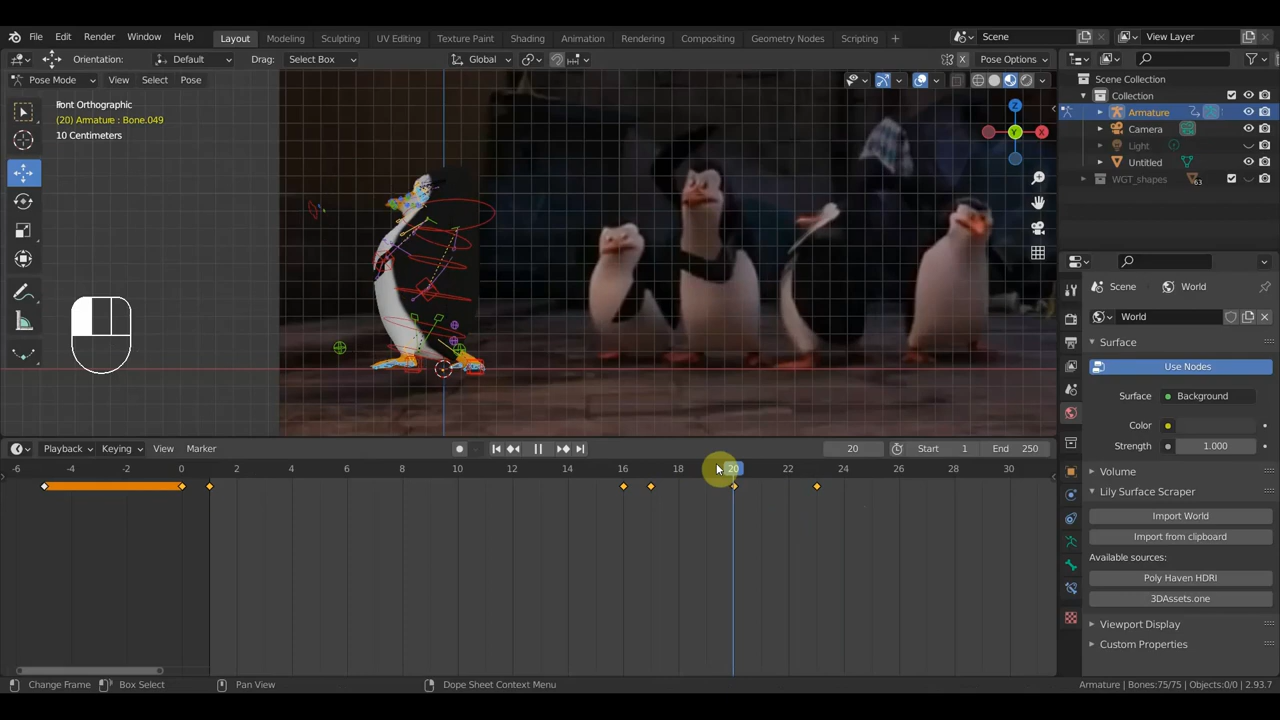 File Edit Render Window Help Layout Modeling Sculpting UV Editing Texture Paint Shading Animation Rendering Compositing Geometry Nodes Scripting + Scene View Layer
Orientation: Default Drag: Select Box Global Pose Options
Pose Mode View Select Pose
Front Orthographic
(20) Armature : Bone.049
10 Centimeters
Z
X
Y
Scene Collection
Collection
Armature
Camera
Light
Untitled
WGT_shapes
63
Scene World
World
Surface
Use Nodes
Surface Background
Color
Strength 1.000
Volume
Lily Surface Scraper
Import World
Import from clipboard
Available sources:
Poly Haven HDRI
3DAssets.one
Viewport Display
Custom Properties
Playback Keying View Marker 20 Start 1 End 250
-6 -4 -2 0 2 4 6 8 10 12 14 16 18 20 22 24 26 28 30
Change Frame Box Select Pan View Dope Sheet Context Menu Armature | Bones:75/75 | Objects:0/0 | 2.93.7